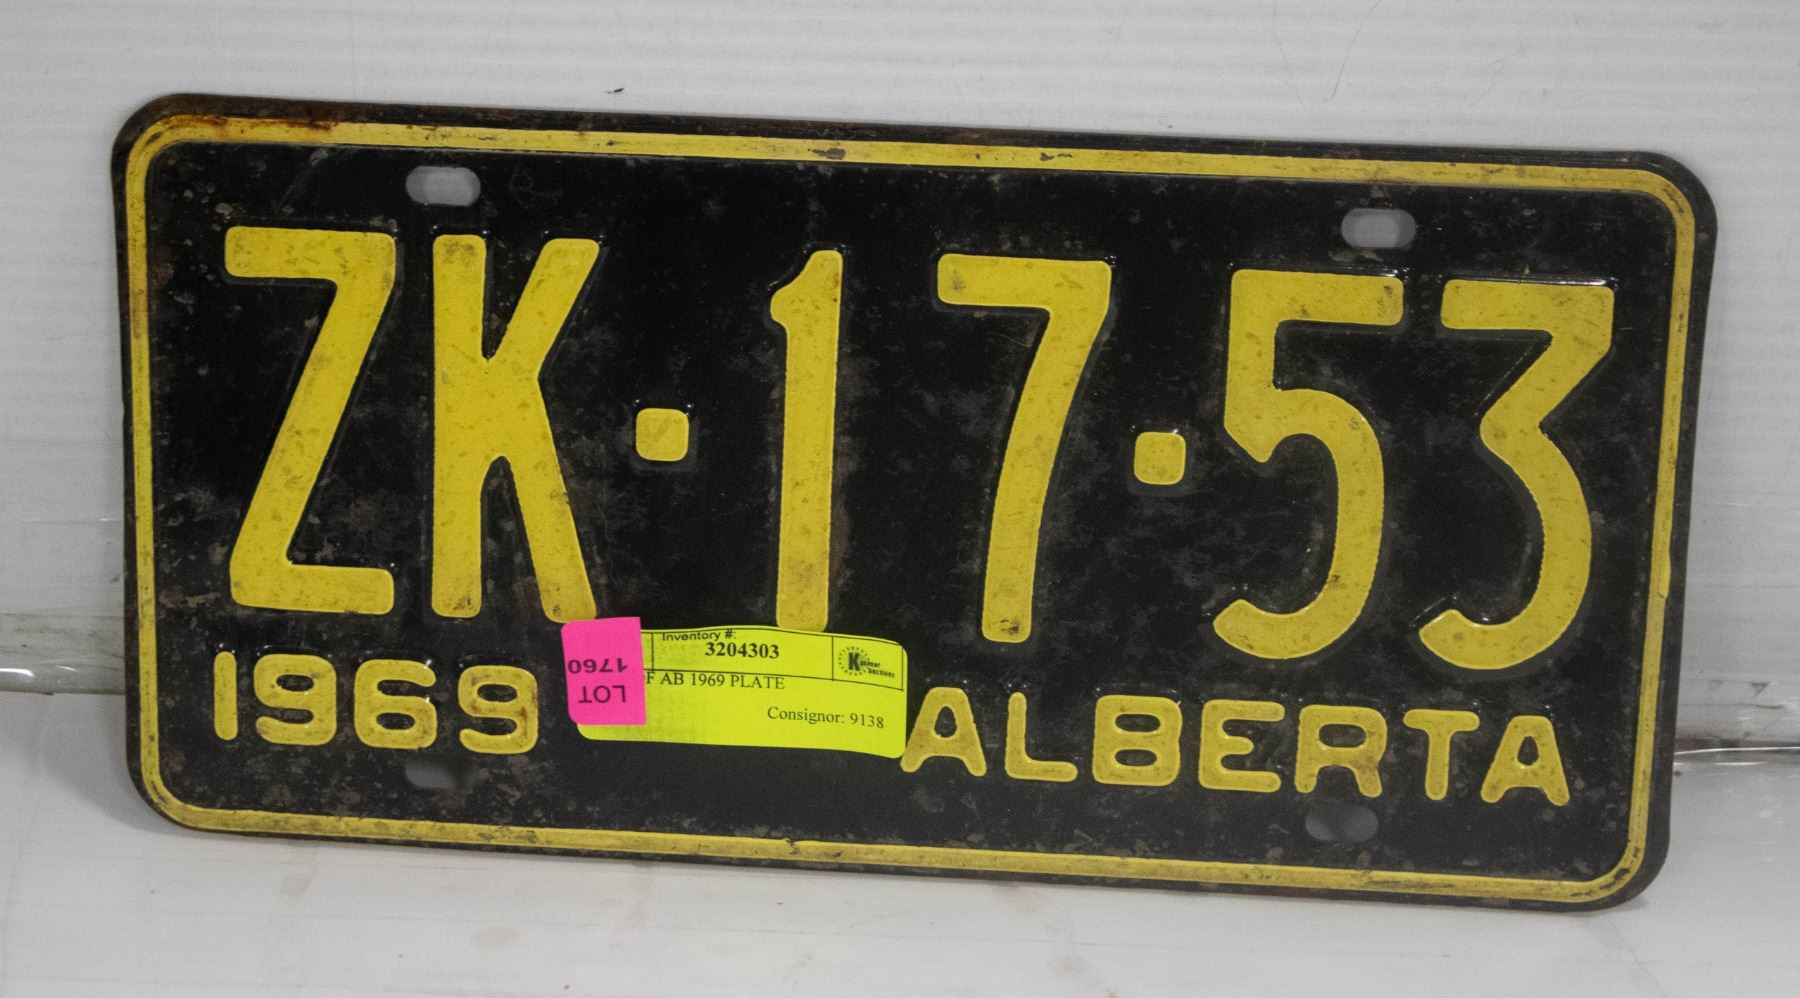 ZK·17·53
1969
ALBERTA
LOT
1760
Inventory #:
3204303
AB 1969 PLATE
Consignor: 9138